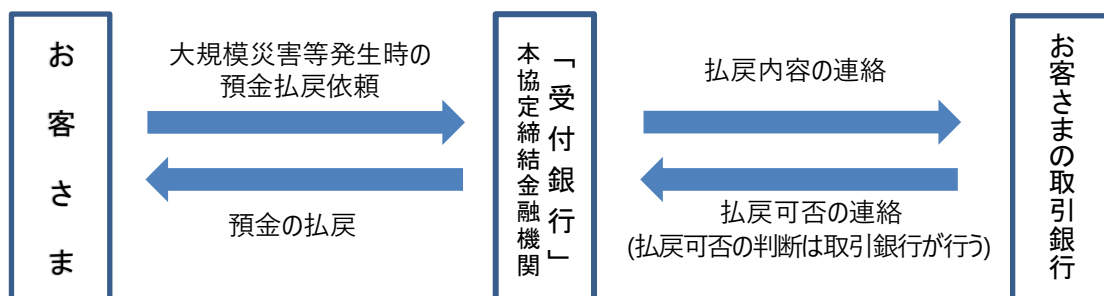 お客さま
大規模災害等発生時の
預金払戻依頼
預金の払戻
「受付銀行」
本協定締結金融機関
払戻内容の連絡
払戻可否の連絡
(払戻可否の判断は取引銀行が行う)
お客さまの取引銀行